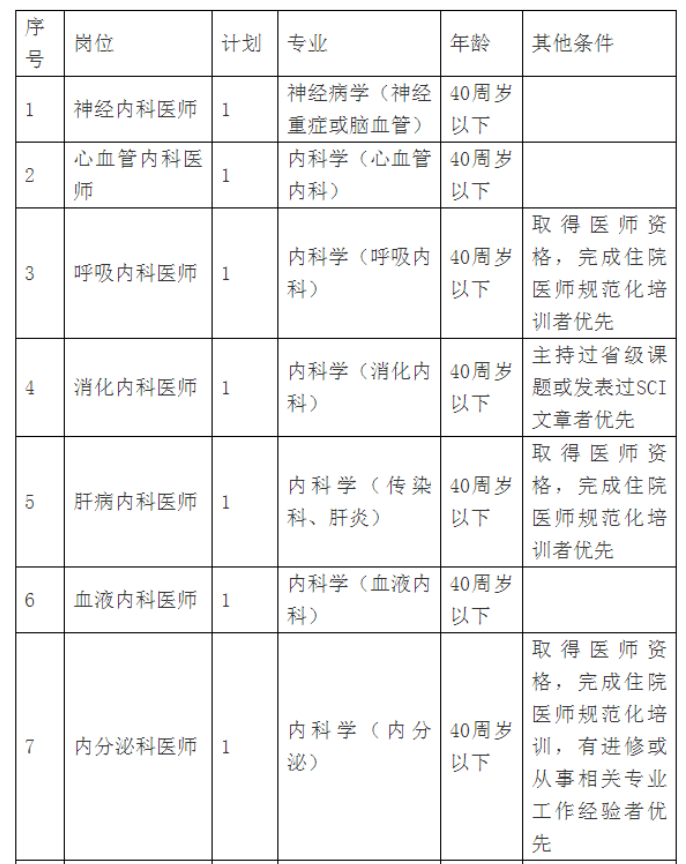 序号 岗位 计划 专业 年龄 其他条件
1 神经内科医师 1 神经病学（神经重症或脑血管） 40周岁以下
2 心血管内科医师 1 内科学（心血管内科） 40周岁以下
3 呼吸内科医师 1 内科学（呼吸内科） 40周岁以下 取得医师资格，完成住院医师规范化培训者优先
4 消化内科医师 1 内科学（消化内科） 40周岁以下 主持过省级课题或发表过SCI文章者优先
5 肝病内科医师 1 内科学（传染科、肝炎） 40周岁以下 取得医师资格，完成住院医师规范化培训者优先
6 血液内科医师 1 内科学（血液内科） 40周岁以下
7 内分泌科医师 1 内科学（内分泌） 40周岁以下 取得医师资格，完成住院医师规范化培训，有进修或从事相关专业工作经验者优先